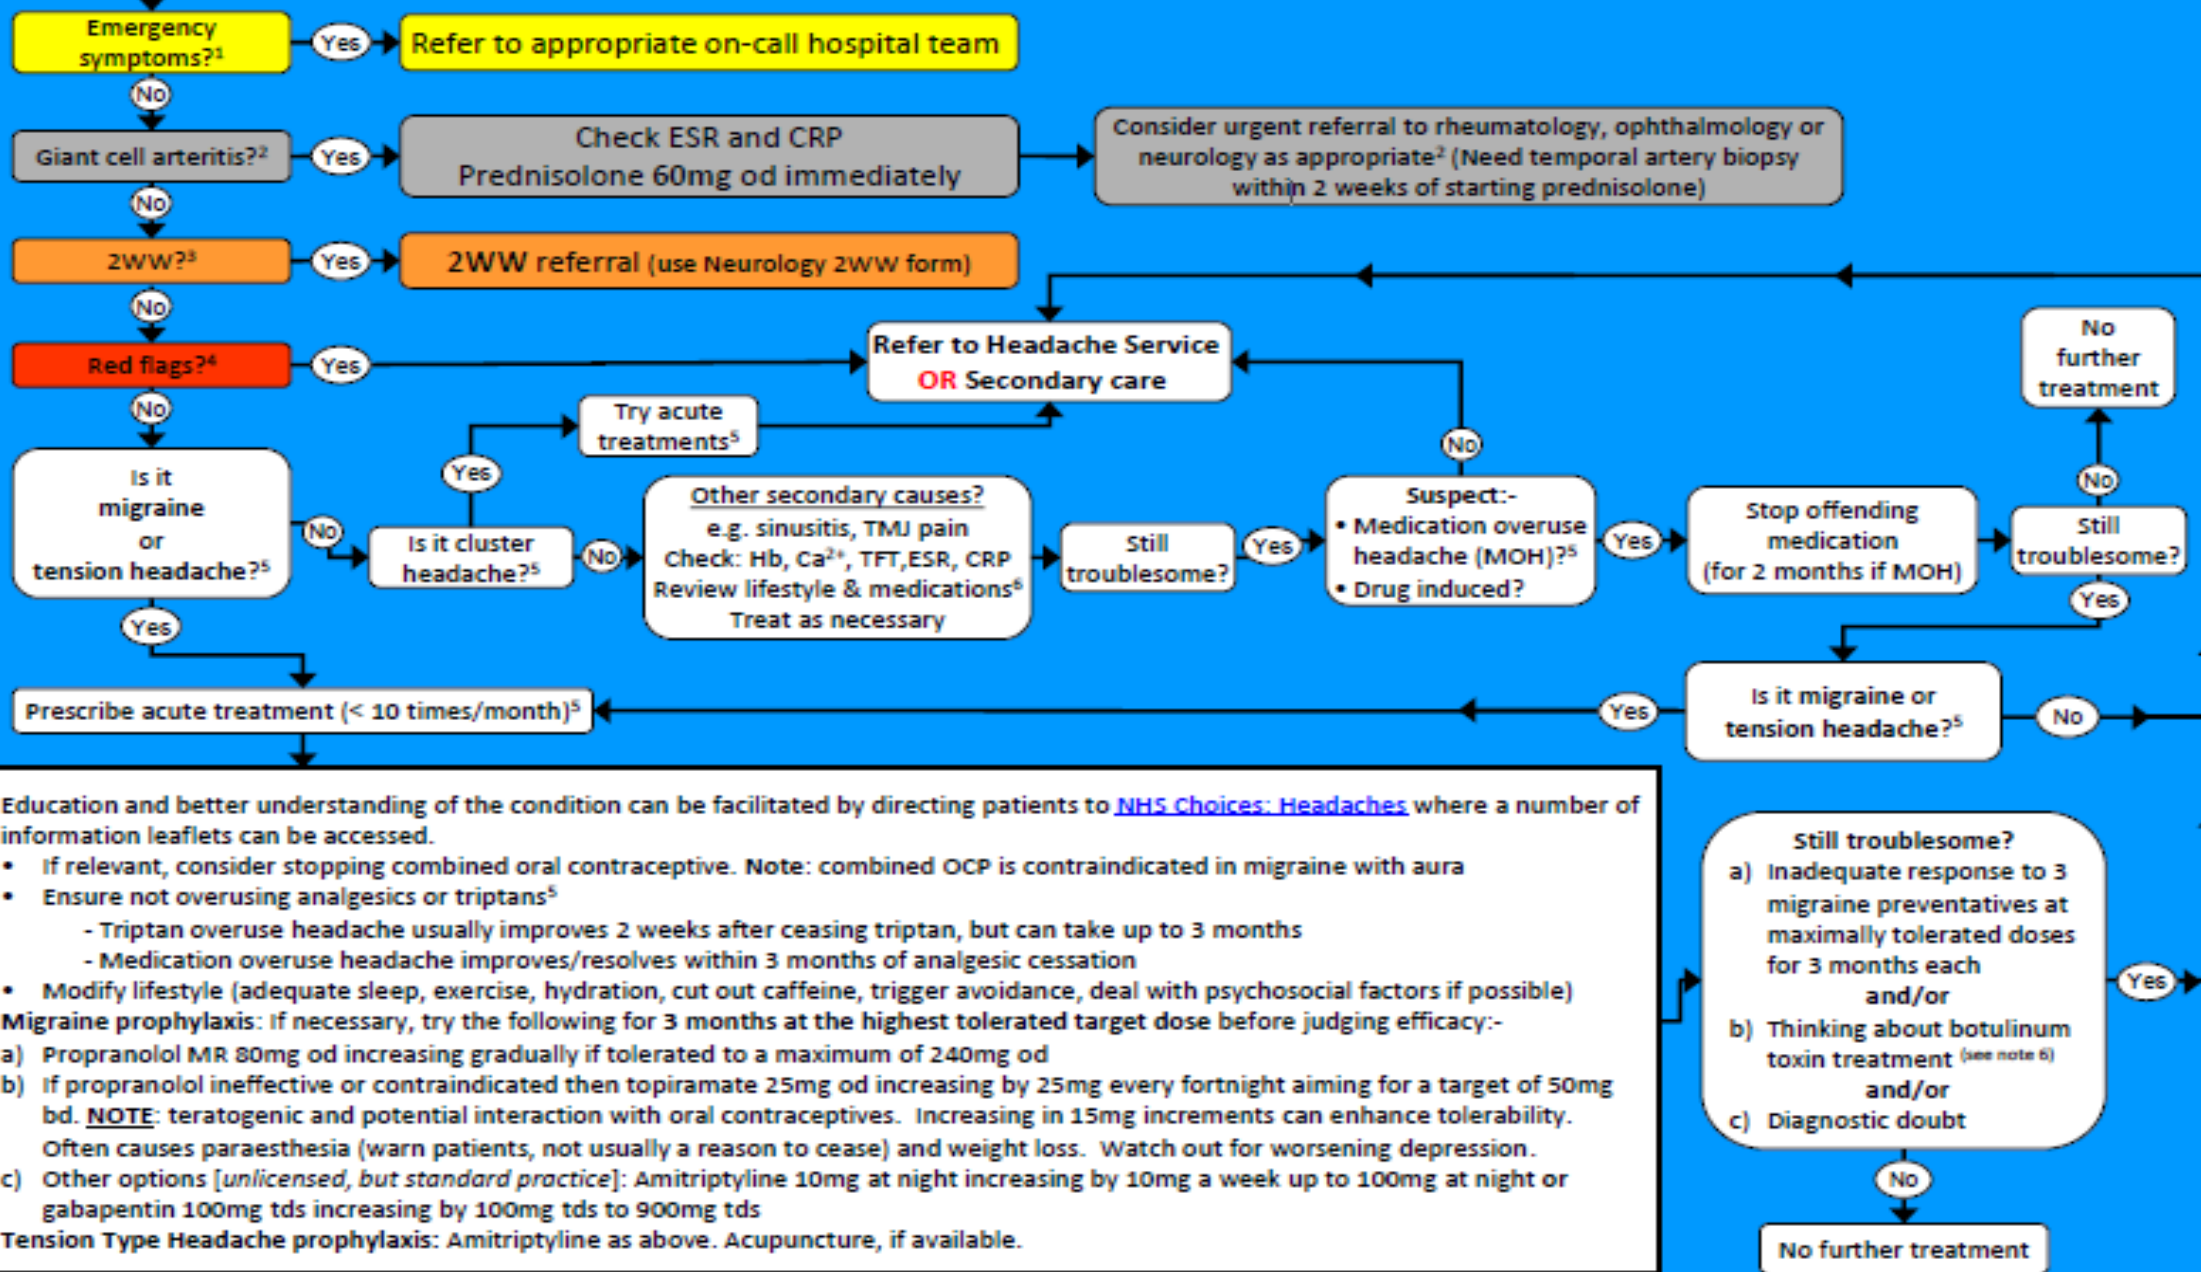 Emergency
symptoms?¹
Yes
Refer to appropriate on-call hospital team
No
Giant cell arteritis?²
Yes
Check ESR and CRP
Prednisolone 60mg od immediately
Consider urgent referral to rheumatology, ophthalmology or
neurology as appropriate² (Need temporal artery biopsy
within 2 weeks of starting prednisolone)
No
2WW?³
Yes
2WW referral (use Neurology 2WW form)
No
Red flags?⁴
Yes
Refer to Headache Service
OR Secondary care
No
further
treatment
No
Try acute
treatments⁵
Yes
No
No
Is it
migraine
or
tension headache?⁵
No
Is it cluster
headache?⁵
No
Other secondary causes?
e.g. sinusitis, TMJ pain
Check: Hb, Ca²⁺, TFT,ESR, CRP
Review lifestyle & medications⁶
Treat as necessary
Still
troublesome?
Yes
Suspect:-
• Medication overuse
headache (MOH)?⁵
• Drug induced?
Yes
Stop offending
medication
(for 2 months if MOH)
Still
troublesome?
Yes
Yes
Prescribe acute treatment (< 10 times/month)⁵
Yes
Is it migraine or
tension headache?⁵
No
Education and better understanding of the condition can be facilitated by directing patients to NHS Choices: Headaches where a number of
information leaflets can be accessed.
• If relevant, consider stopping combined oral contraceptive. Note: combined OCP is contraindicated in migraine with aura
• Ensure not overusing analgesics or triptans⁵
- Triptan overuse headache usually improves 2 weeks after ceasing triptan, but can take up to 3 months
- Medication overuse headache improves/resolves within 3 months of analgesic cessation
• Modify lifestyle (adequate sleep, exercise, hydration, cut out caffeine, trigger avoidance, deal with psychosocial factors if possible)
Migraine prophylaxis: If necessary, try the following for 3 months at the highest tolerated target dose before judging efficacy:-
a) Propranolol MR 80mg od increasing gradually if tolerated to a maximum of 240mg od
b) If propranolol ineffective or contraindicated then topiramate 25mg od increasing by 25mg every fortnight aiming for a target of 50mg
bd. NOTE: teratogenic and potential interaction with oral contraceptives. Increasing in 15mg increments can enhance tolerability.
Often causes paraesthesia (warn patients, not usually a reason to cease) and weight loss. Watch out for worsening depression.
c) Other options [unlicensed, but standard practice]: Amitriptyline 10mg at night increasing by 10mg a week up to 100mg at night or
gabapentin 100mg tds increasing by 100mg tds to 900mg tds
Tension Type Headache prophylaxis: Amitriptyline as above. Acupuncture, if available.
Still troublesome?
a) Inadequate response to 3
migraine preventatives at
maximally tolerated doses
for 3 months each
and/or
b) Thinking about botulinum
toxin treatment (see note 6)
and/or
c) Diagnostic doubt
Yes
No
No further treatment